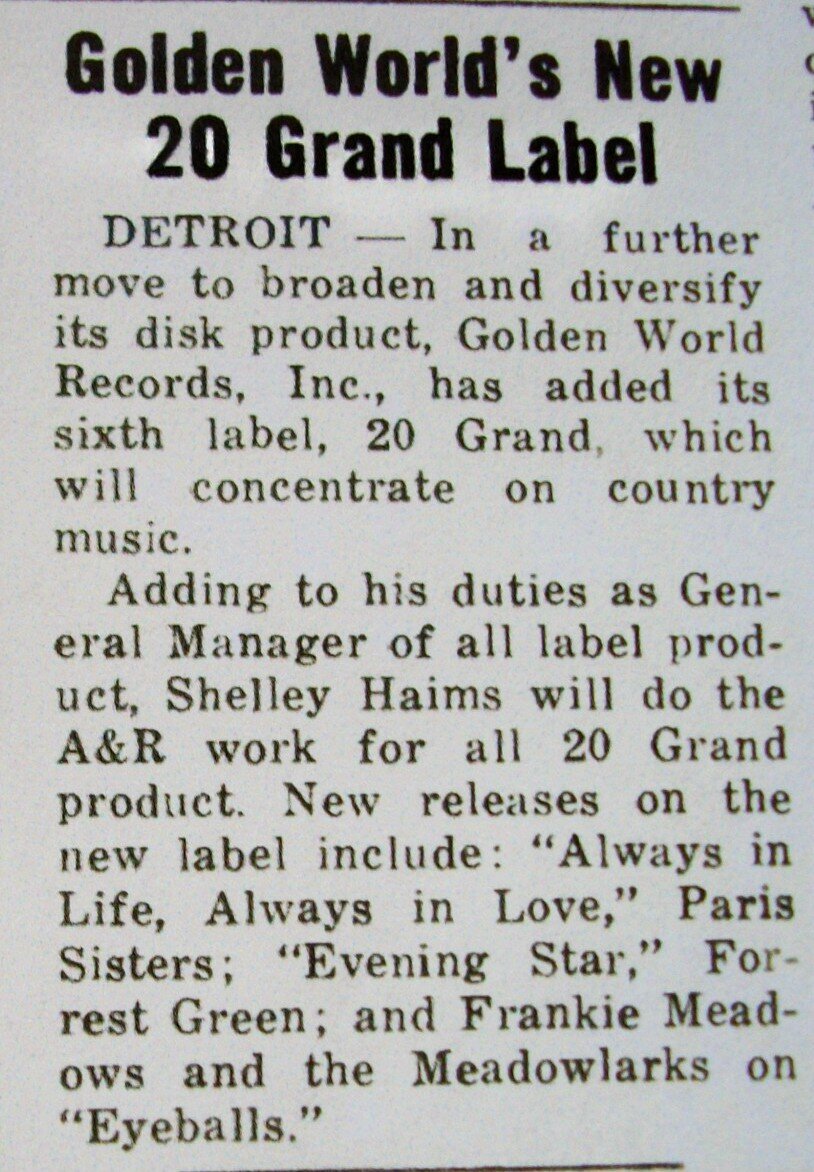 Golden World's New
20 Grand Label
DETROIT — In a further
move to broaden and diversify
its disk product, Golden World
Records, Inc., has added its
sixth label, 20 Grand, which
will concentrate on country
music.
Adding to his duties as Gen-
eral Manager of all label prod-
uct, Shelley Haims will do the
A&R work for all 20 Grand
product. New releases on the
new label include: “Always in
Life, Always in Love,” Paris
Sisters; “Evening Star,” For-
rest Green; and Frankie Mead-
ows and the Meadowlarks on
“Eyeballs.”